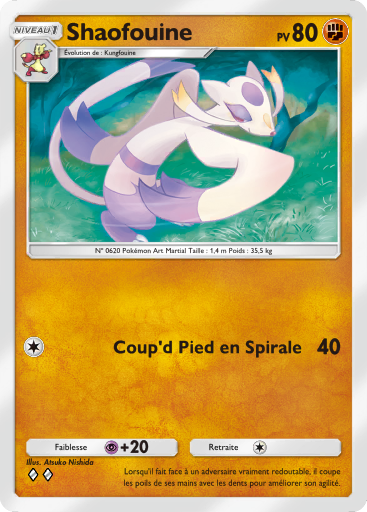 NIVEAU 1
Shaofouine
PV 80
Évolution de : Kungfouine
N° 0620 Pokémon Art Martial Taille : 1,4 m Poids : 35,5 kg
Coup'd Pied en Spirale 40
Faiblesse +20 Retraite
Illus. Atsuko Nishida
Lorsqu'il fait face à un adversaire vraiment redoutable, il coupe
les poils de ses mains avec les dents pour améliorer son agilité.